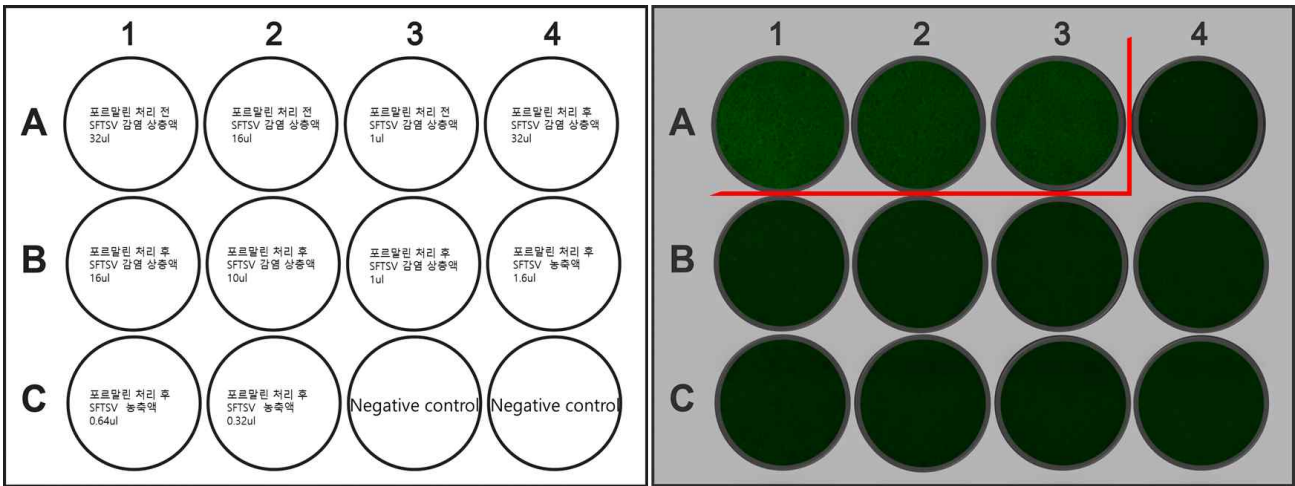 1 2 3 4
A
포르말린 처리 전
SFTSV 감염 상층액
32ul
포르말린 처리 전
SFTSV 감염 상층액
16ul
포르말린 처리 전
SFTSV 감염 상층액
1ul
포르말린 처리 후
SFTSV 감염 상층액
32ul
B
포르말린 처리 후
SFTSV 감염 상층액
16ul
포르말린 처리 후
SFTSV 감염 상층액
10ul
포르말린 처리 후
SFTSV 감염 상층액
1ul
포르말린 처리 후
SFTSV 농축액
1.6ul
C
포르말린 처리 후
SFTSV 농축액
0.64ul
포르말린 처리 후
SFTSV 농축액
0.32ul
Negative control
Negative control
1 2 3 4
A
B
C